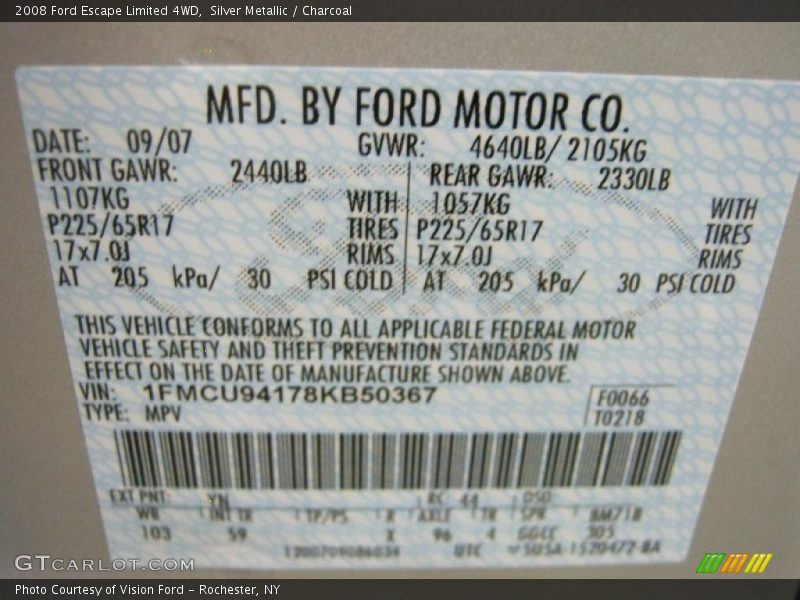 2008 Ford Escape Limited 4WD, Silver Metallic / Charcoal
MFD. BY FORD MOTOR CO.
DATE: 09/07 GVWR: 4640LB/ 2105KG
FRONT GAWR: 2440LB REAR GAWR: 2330LB
1107KG WITH 1057KG WITH
P225/65R17 TIRES P225/65R17 TIRES
17x7.0J RIMS 17x7.0J RIMS
AT 205 kPa/ 30 PSI COLD AT 205 kPa/ 30 PSI COLD
THIS VEHICLE CONFORMS TO ALL APPLICABLE FEDERAL MOTOR
VEHICLE SAFETY AND THEFT PREVENTION STANDARDS IN
EFFECT ON THE DATE OF MANUFACTURE SHOWN ABOVE.
VIN: 1FMCU94178KB50367 F0066
TYPE: MPV T0218
EXT PNT: YN RC: 44 DSO:
WB INT TR TP/PS R AXLE TR SPR
103 59 X 96 4 GGCC 305
UTC
GTCARLOT.COM
Photo Courtesy of Vision Ford - Rochester, NY